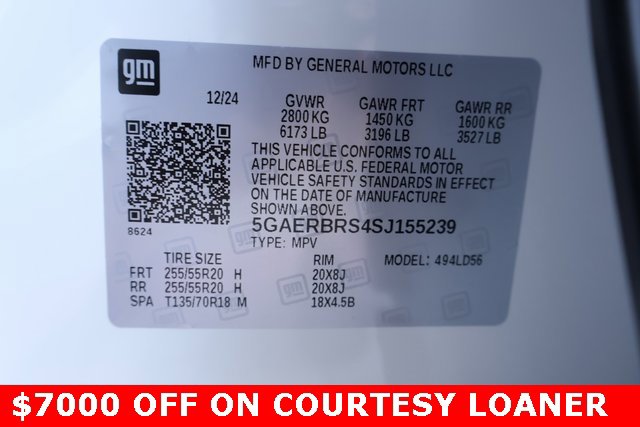 gm
MFD BY GENERAL MOTORS LLC
12/24 GVWR GAWR FRT GAWR RR
2800 KG 1450 KG 1600 KG
6173 LB 3196 LB 3527 LB
THIS VEHICLE CONFORMS TO ALL
APPLICABLE U.S. FEDERAL MOTOR
VEHICLE SAFETY STANDARDS IN EFFECT
ON THE DATE OF MANUFACTURE
SHOWN ABOVE.
8624
5GAERBRS4SJ155239
TYPE: MPV
TIRE SIZE RIM MODEL: 494LD56
FRT 255/55R20 H 20X8J
RR 255/55R20 H 20X8J
SPA T135/70R18 M 18X4.5B
$7000 OFF ON COURTESY LOANER